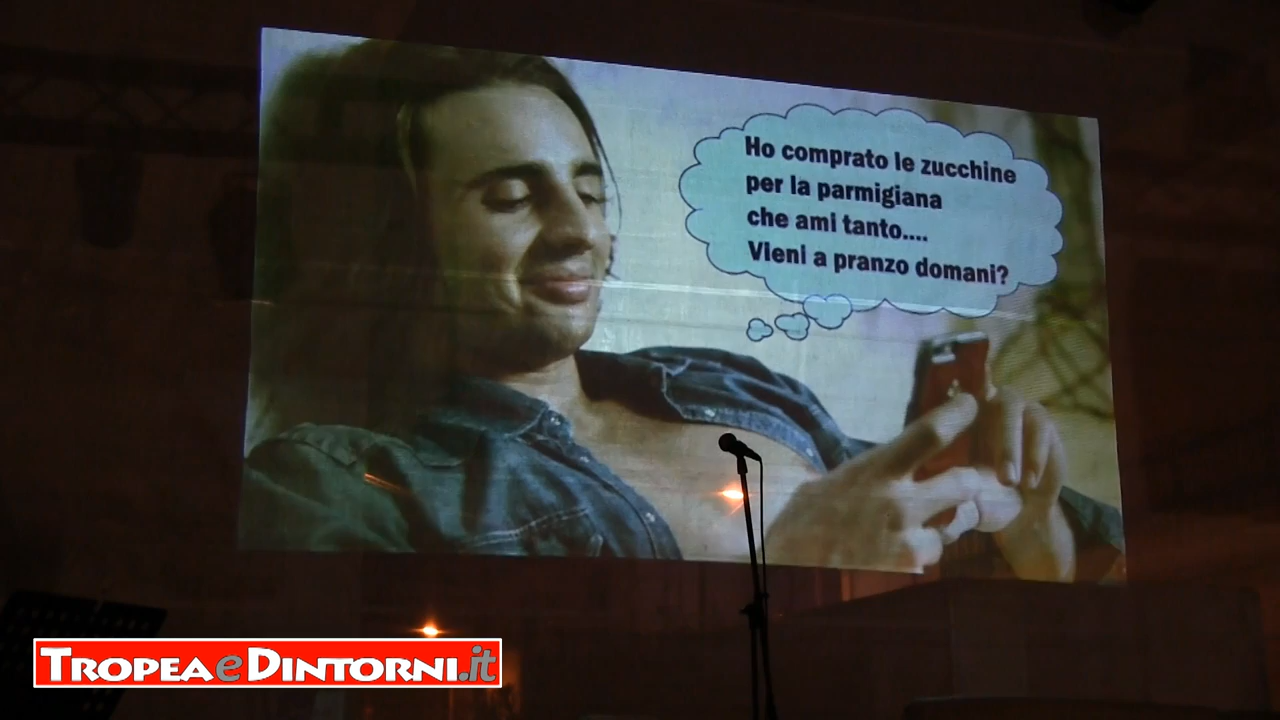 Ho comprato le zucchine
per la parmigiana
che ami tanto....
Vieni a pranzo domani?
TROPEAeDINTORNI.it